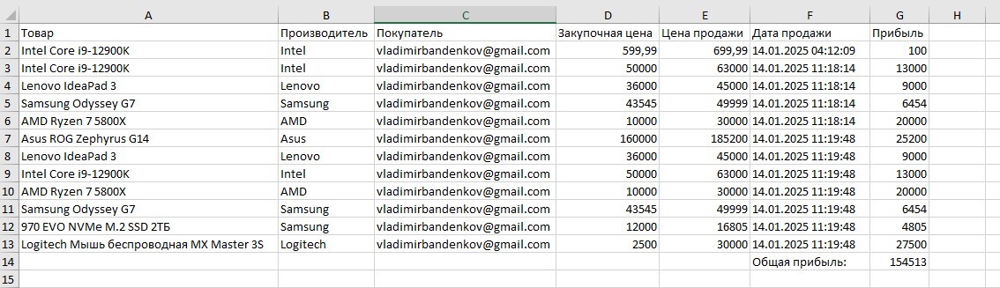 A B C D E F G H
1 Товар Производитель Покупатель Закупочная цена Цена продажи Дата продажи Прибыль
2 Intel Core i9-12900K Intel vladimirbandenkov@gmail.com 599,99 699,99 14.01.2025 04:12:09 100
3 Intel Core i9-12900K Intel vladimirbandenkov@gmail.com 50000 63000 14.01.2025 11:18:14 13000
4 Lenovo IdeaPad 3 Lenovo vladimirbandenkov@gmail.com 36000 45000 14.01.2025 11:18:14 9000
5 Samsung Odyssey G7 Samsung vladimirbandenkov@gmail.com 43545 49999 14.01.2025 11:18:14 6454
6 AMD Ryzen 7 5800X AMD vladimirbandenkov@gmail.com 10000 30000 14.01.2025 11:18:14 20000
7 Asus ROG Zephyrus G14 Asus vladimirbandenkov@gmail.com 160000 185200 14.01.2025 11:19:48 25200
8 Lenovo IdeaPad 3 Lenovo vladimirbandenkov@gmail.com 36000 45000 14.01.2025 11:19:48 9000
9 Intel Core i9-12900K Intel vladimirbandenkov@gmail.com 50000 63000 14.01.2025 11:19:48 13000
10 AMD Ryzen 7 5800X AMD vladimirbandenkov@gmail.com 10000 30000 14.01.2025 11:19:48 20000
11 Samsung Odyssey G7 Samsung vladimirbandenkov@gmail.com 43545 49999 14.01.2025 11:19:48 6454
12 970 EVO NVMe M.2 SSD 2ТБ Samsung vladimirbandenkov@gmail.com 12000 16805 14.01.2025 11:19:48 4805
13 Logitech Мышь беспроводная MX Master 3S Logitech vladimirbandenkov@gmail.com 2500 30000 14.01.2025 11:19:48 27500
14 Общая прибыль: 154513
15